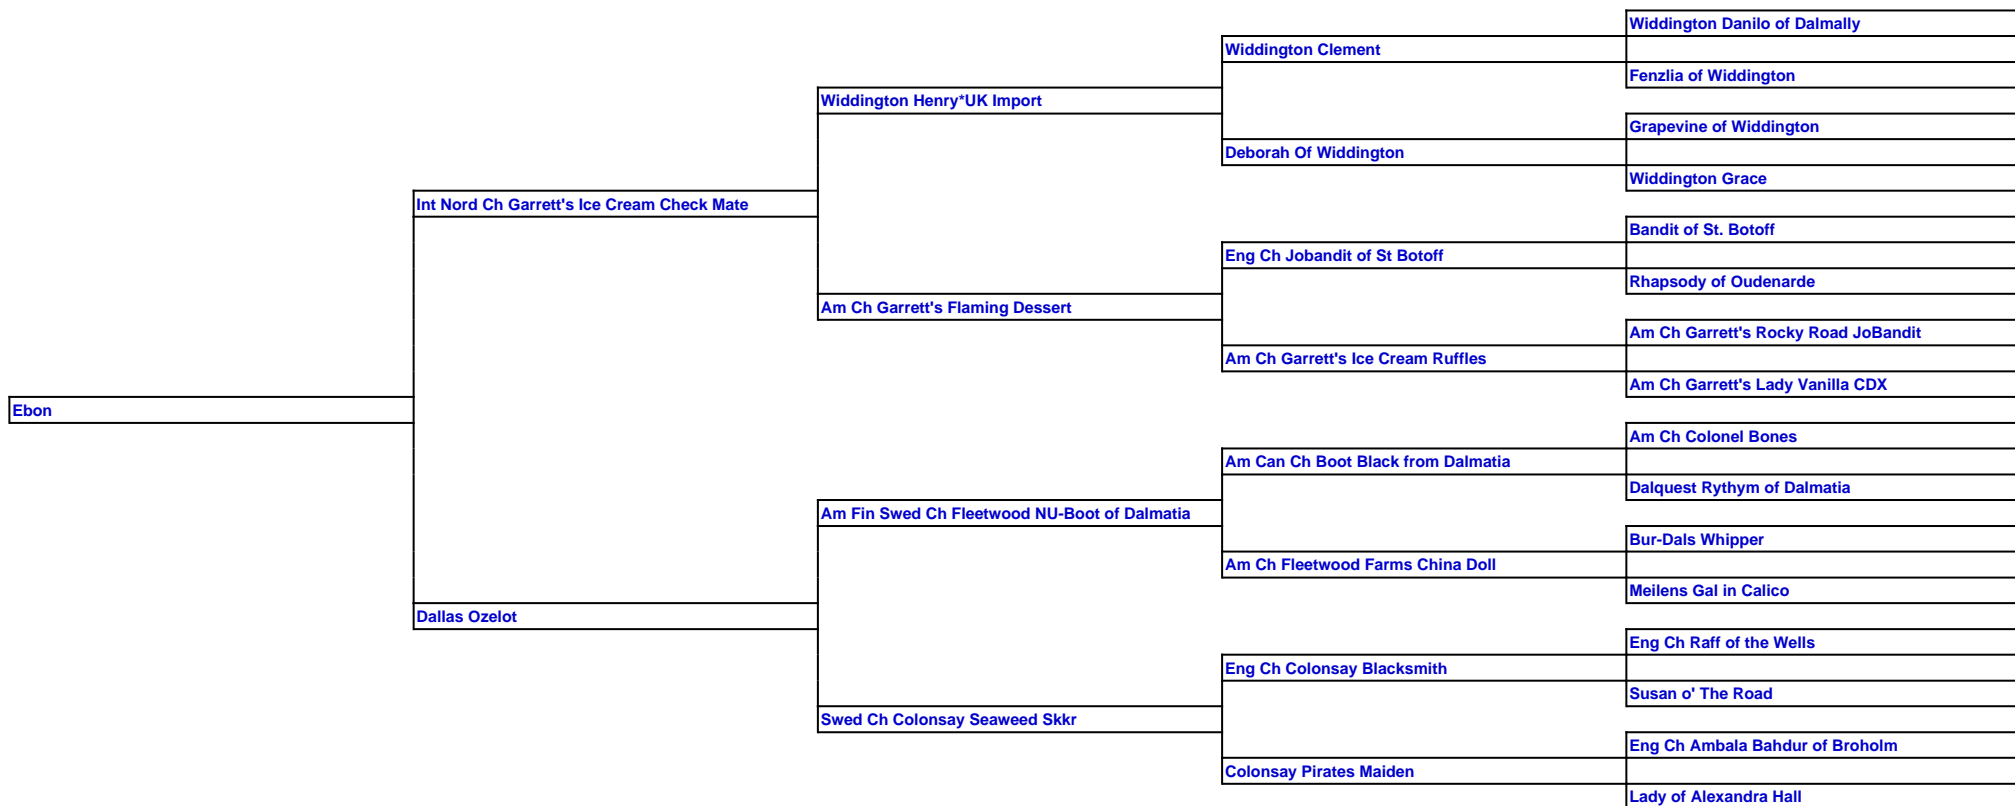 Widdington Danilo of Dalmally
Widdington Clement
Fenzlia of Widdington
Widdington Henry*UK Import
Grapevine of Widdington
Deborah Of Widdington
Widdington Grace
Int Nord Ch Garrett's Ice Cream Check Mate
Bandit of St. Botoff
Eng Ch Jobandit of St Botoff
Rhapsody of Oudenarde
Am Ch Garrett's Flaming Dessert
Am Ch Garrett's Rocky Road JoBandit
Am Ch Garrett's Ice Cream Ruffles
Am Ch Garrett's Lady Vanilla CDX
Ebon
Am Ch Colonel Bones
Am Can Ch Boot Black from Dalmatia
Dalquest Rythym of Dalmatia
Am Fin Swed Ch Fleetwood NU-Boot of Dalmatia
Bur-Dals Whipper
Am Ch Fleetwood Farms China Doll
Meilens Gal in Calico
Dallas Ozelot
Eng Ch Raff of the Wells
Eng Ch Colonsay Blacksmith
Susan o' The Road
Swed Ch Colonsay Seaweed Skkr
Eng Ch Ambala Bahdur of Broholm
Colonsay Pirates Maiden
Lady of Alexandra Hall